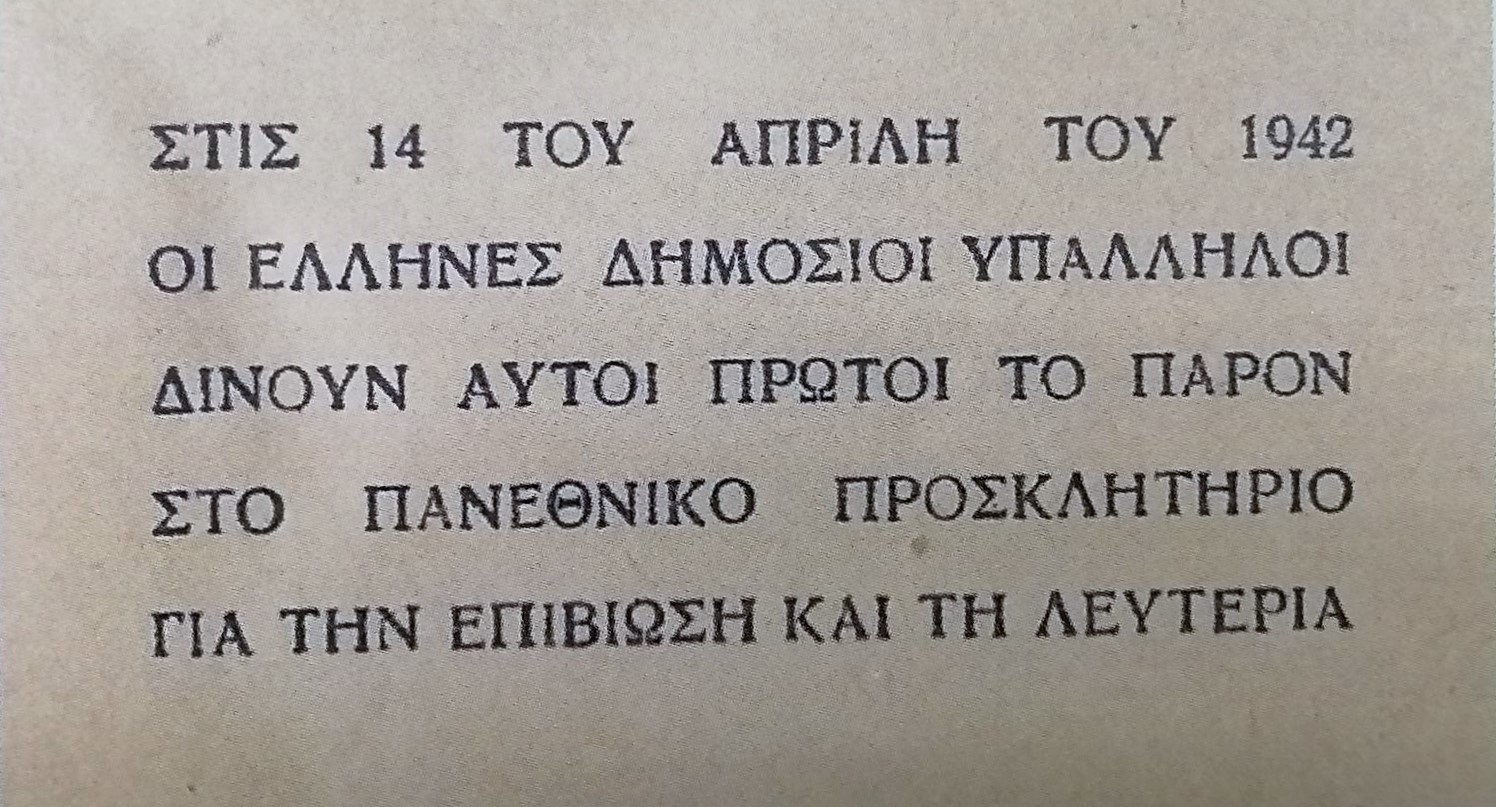 ΣΤΙΣ 14 ΤΟΥ ΑΠΡΙΛΗ ΤΟΥ 1942
ΟΙ ΕΛΛΗΝΕΣ ΔΗΜΟΣΙΟΙ ΥΠΑΛΛΗΛΟΙ
ΔΙΝΟΥΝ ΑΥΤΟΙ ΠΡΩΤΟΙ ΤΟ ΠΑΡΟΝ
ΣΤΟ ΠΑΝΕΘΝΙΚΟ ΠΡΟΣΚΛΗΤΗΡΙΟ
ΓΙΑ ΤΗΝ ΕΠΙΒΙΩΣΗ ΚΑΙ ΤΗ ΛΕΥΤΕΡΙΑ